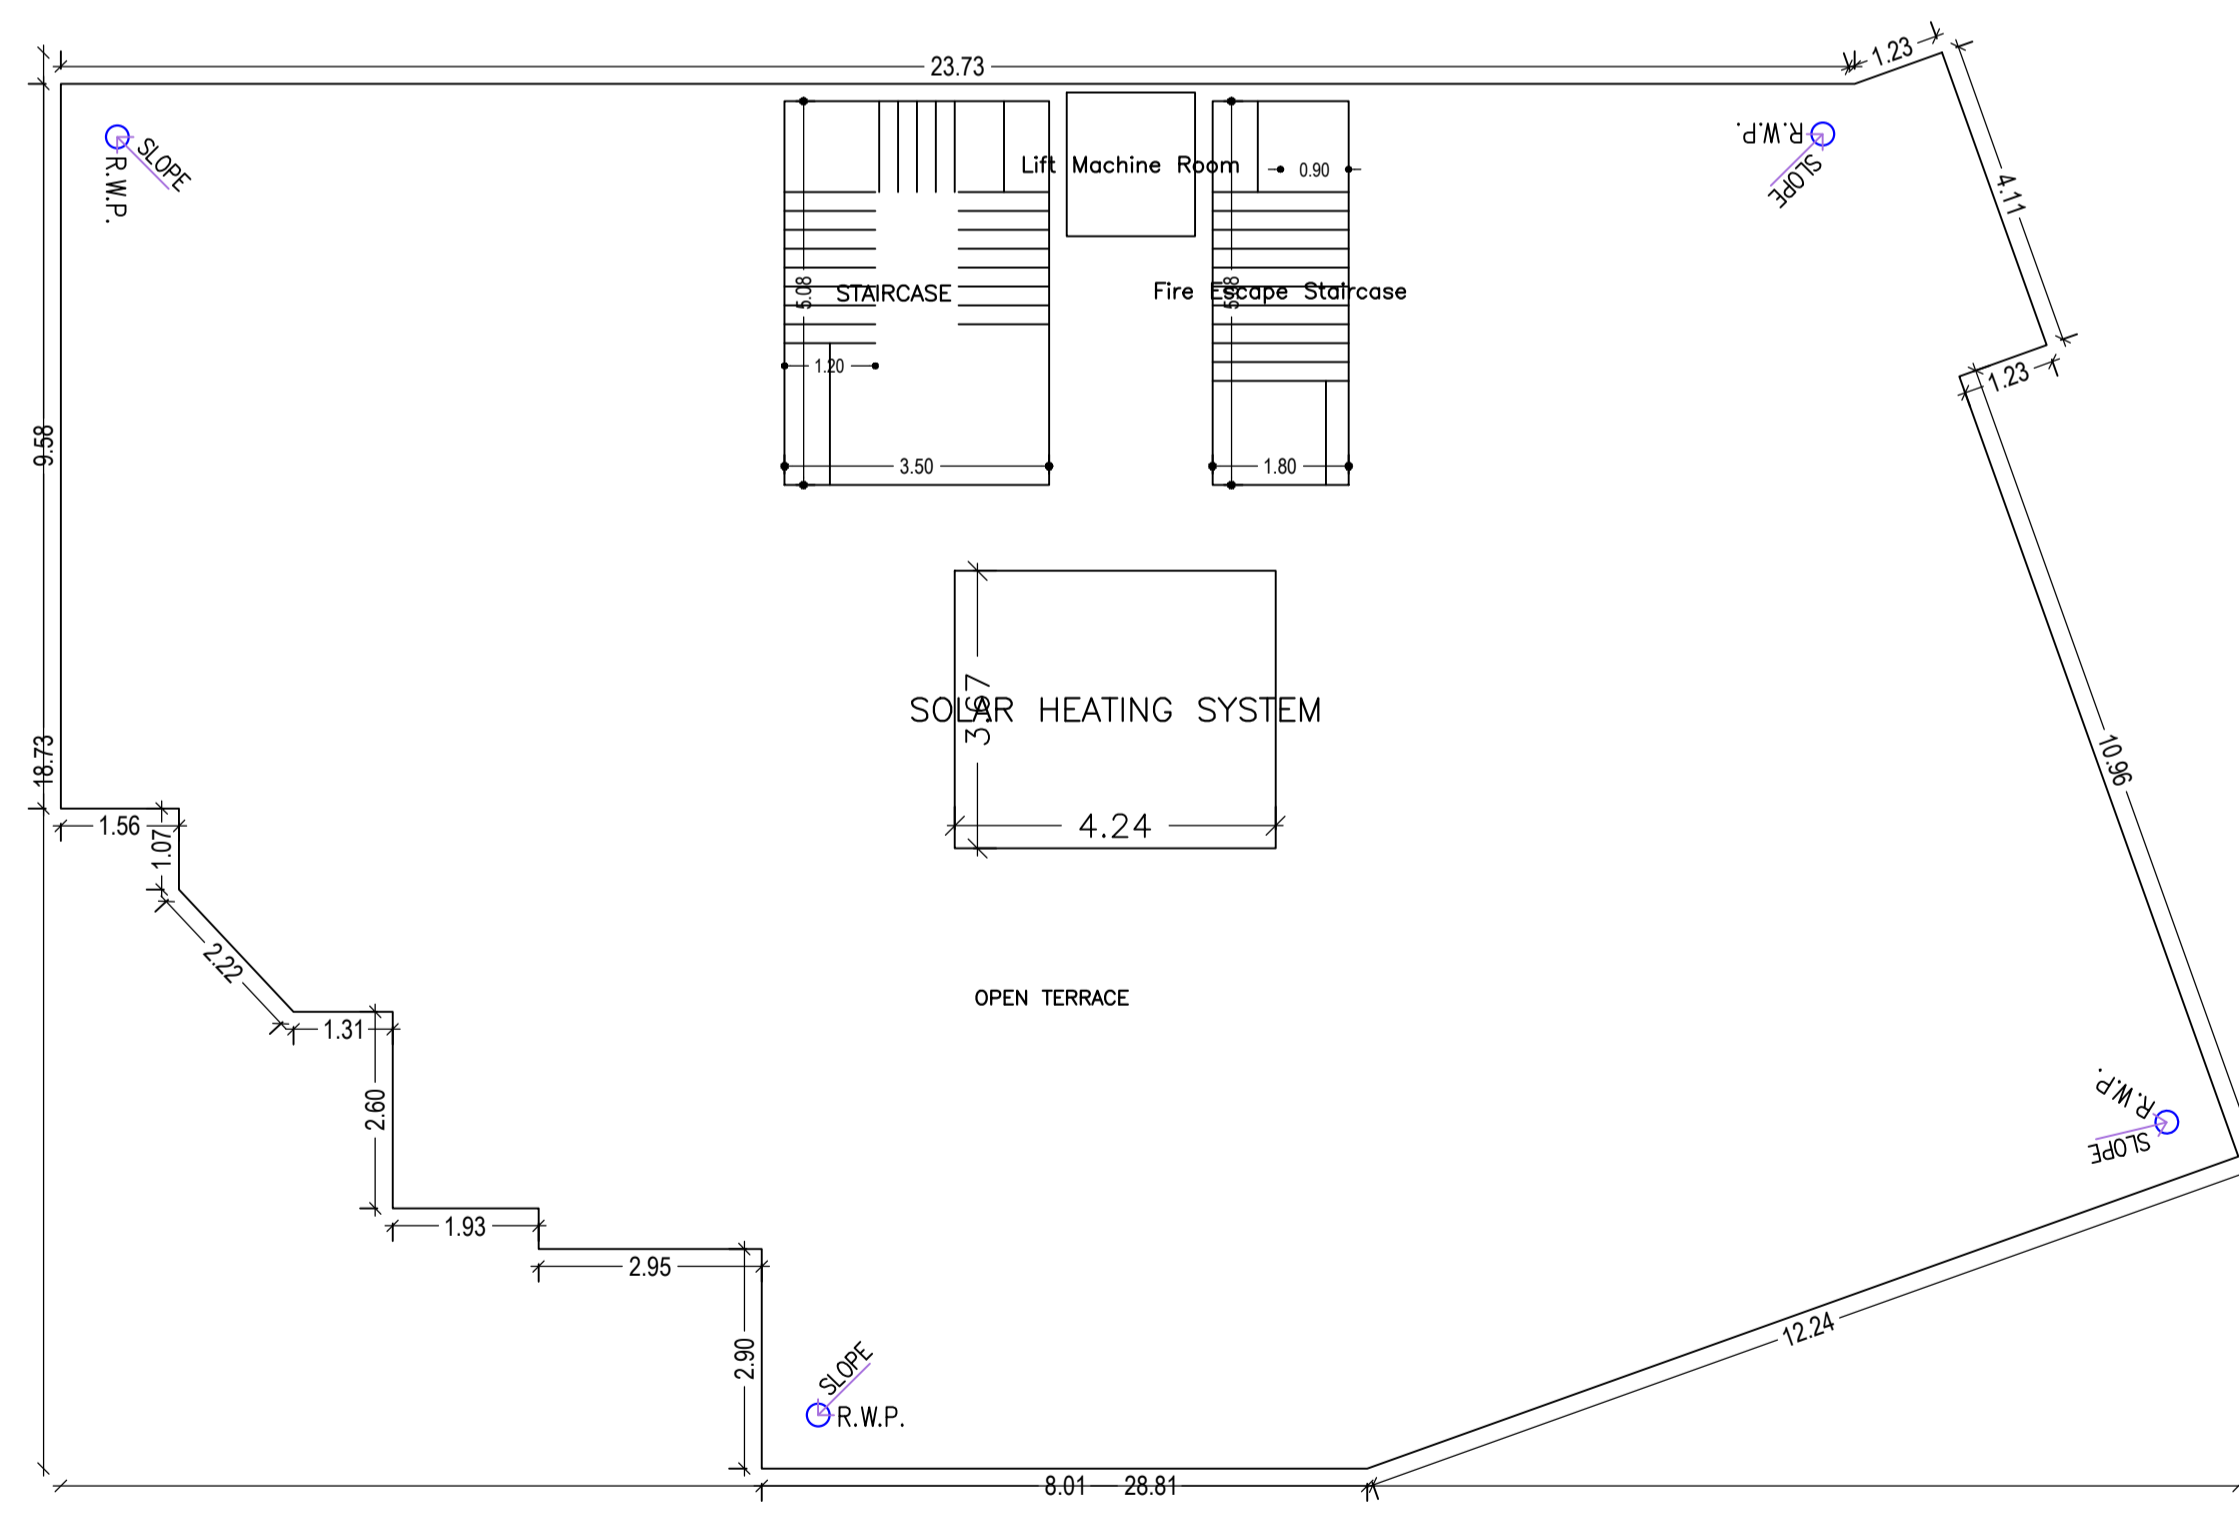 23.73
1.23
SLOPE
R.W.P.
R.W.P.
SLOPE
Lift Machine Room
0.90
4.11
STAIRCASE
5.08
Fire Escape Staircase
5.08
1.20
1.23
9.58
3.50
1.80
SOLAR HEATING SYSTEM
3.67
18.73
10.96
1.56
1.07
4.24
2.22
OPEN TERRACE
1.31
2.60
R.W.P.
SLOPE
1.93
2.95
12.24
2.90
SLOPE
R.W.P.
8.01
28.81